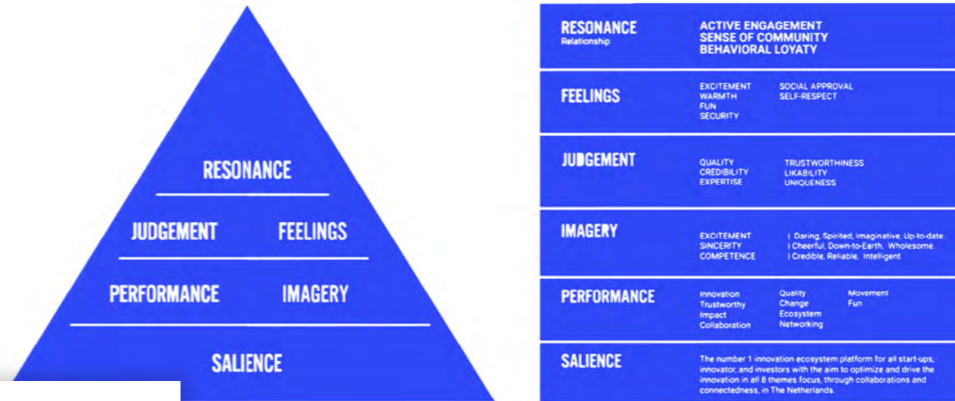 RESONANCE
JUDGEMENT FEELINGS
PERFORMANCE IMAGERY
SALIENCE
RESONANCE
Relationship
ACTIVE ENGAGEMENT
SENSE OF COMMUNITY
BEHAVIORAL LOYATY
FEELINGS
EXCITEMENT SOCIAL APPROVAL
WARMTH SELF-RESPECT
FUN
SECURITY
JUDGEMENT
QUALITY TRUSTWORTHINESS
CREDIBILITY LIKABILITY
EXPERTISE UNIQUENESS
IMAGERY
EXCITEMENT | Daring, Spirited, Imaginative, Up-to-date.
SINCERITY | Cheerful, Down-to-Earth, Wholesome.
COMPETENCE | Credible, Reliable, Intelligent
PERFORMANCE
Innovation Quality Movement
Trustworthy Change Fun
Impact Ecosystem
Collaboration Networking
SALIENCE
The number 1 innovation ecosystem platform for all start-ups,
innovator, and investors with the aim to optimize and drive the
innovation in all 8 themes focus, through collaborations and
connectedness, in The Netherlands.